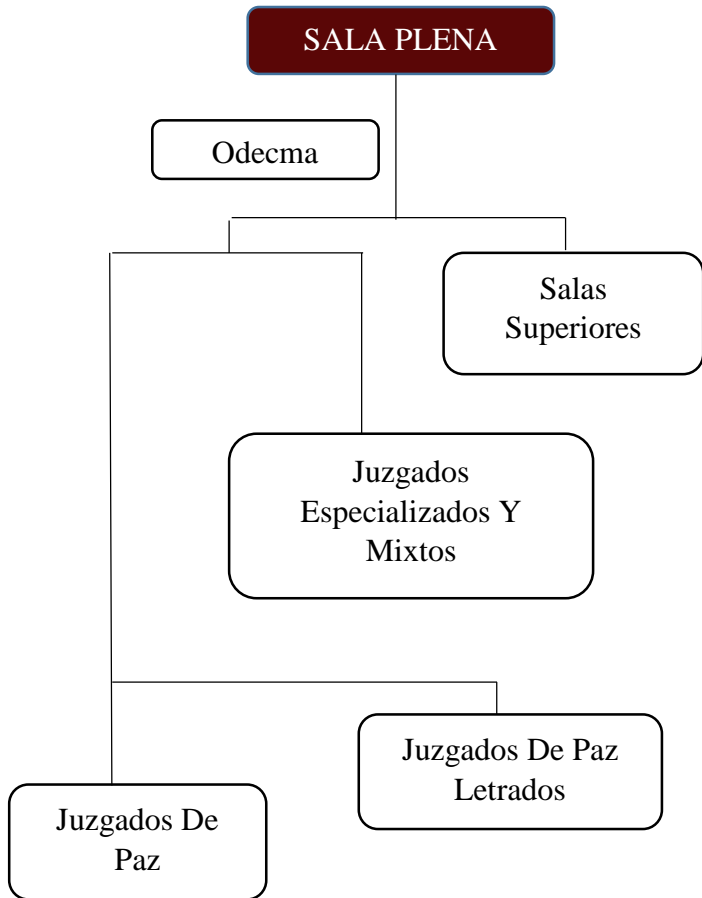 SALA PLENA
Odecma
Salas
Superiores
Juzgados
Especializados Y
Mixtos
Juzgados De Paz
Letrados
Juzgados De
Paz